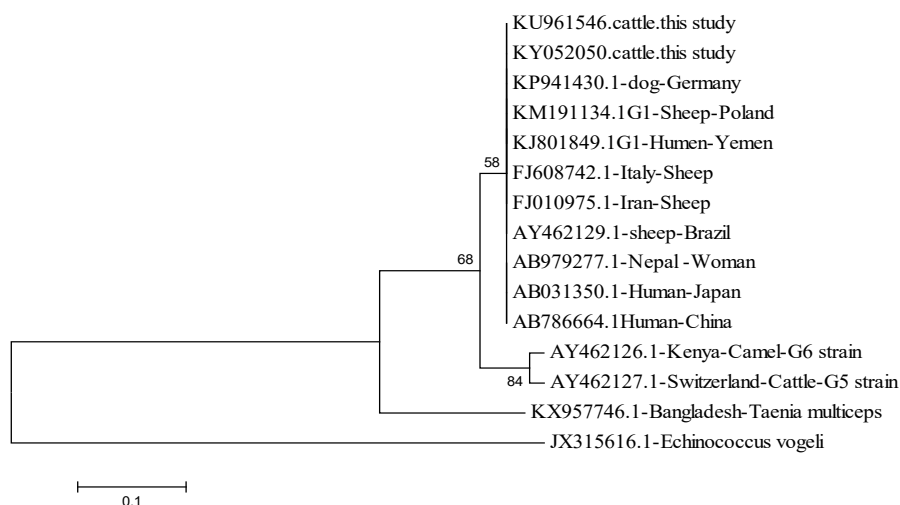 KU961546.cattle.this study
KY052050.cattle.this study
KP941430.1-dog-Germany
KM191134.1G1-Sheep-Poland
KJ801849.1G1-Humen-Yemen
58
FJ608742.1-Italy-Sheep
FJ010975.1-Iran-Sheep
AY462129.1-sheep-Brazil
68
AB979277.1-Nepal -Woman
AB031350.1-Human-Japan
AB786664.1Human-China
AY462126.1-Kenya-Camel-G6 strain
84
AY462127.1-Switzerland-Cattle-G5 strain
KX957746.1-Bangladesh-Taenia multiceps
JX315616.1-Echinococcus vogeli
0.1